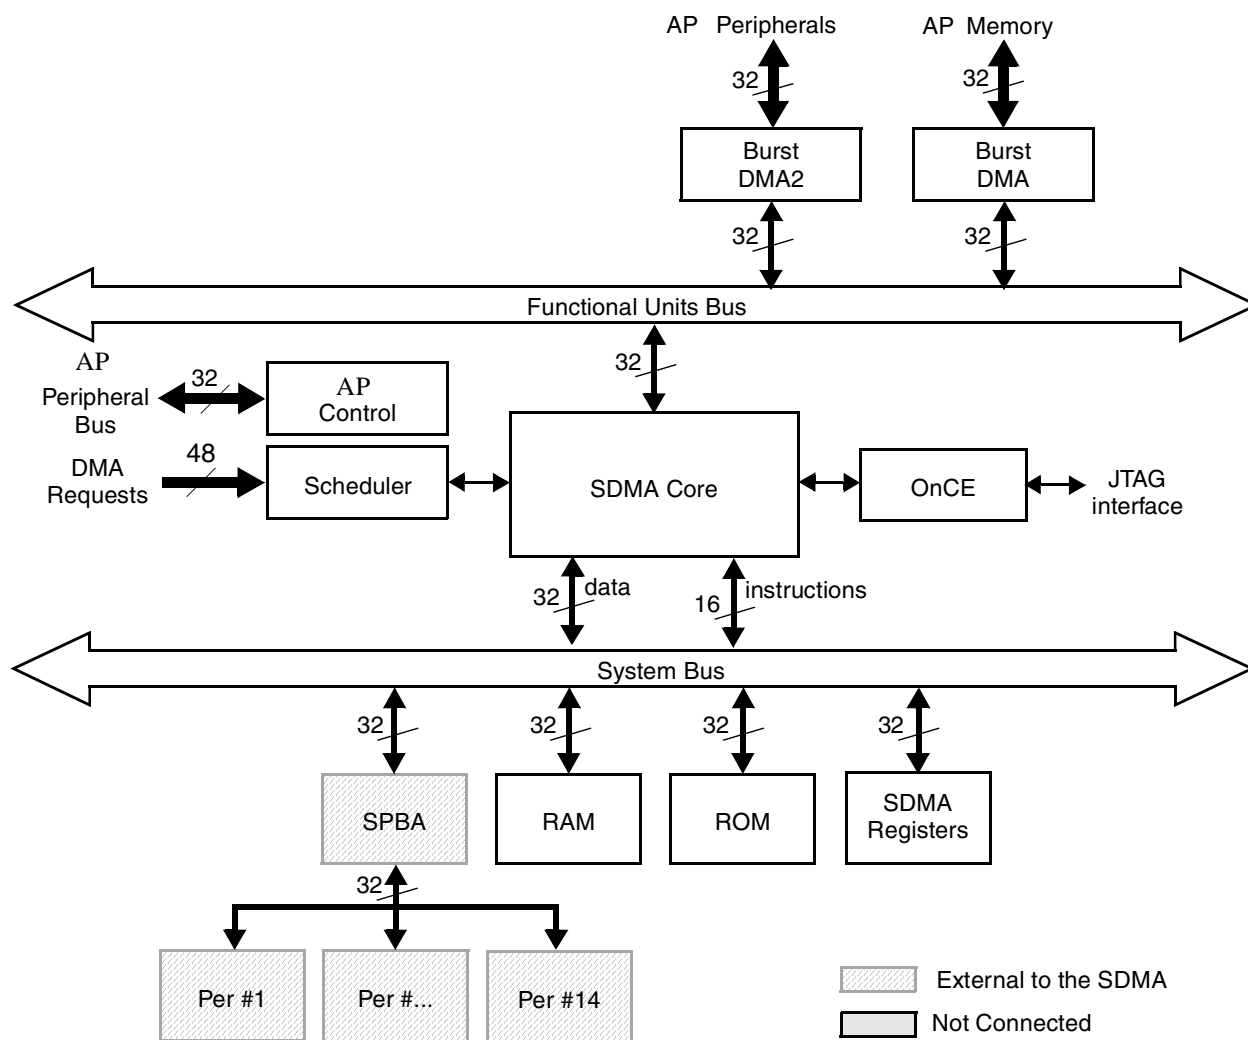 AP Peripherals
AP Memory
32
32
Burst
DMA2
Burst
DMA
32
32
Functional Units Bus
AP
Peripheral
Bus
32
AP
Control
32
DMA
Requests
48
Scheduler
SDMA Core
OnCE
JTAG
interface
32
data
16
instructions
System Bus
32
32
32
32
SPBA
RAM
ROM
SDMA
Registers
32
Per #1
Per #...
Per #14
External to the SDMA
Not Connected